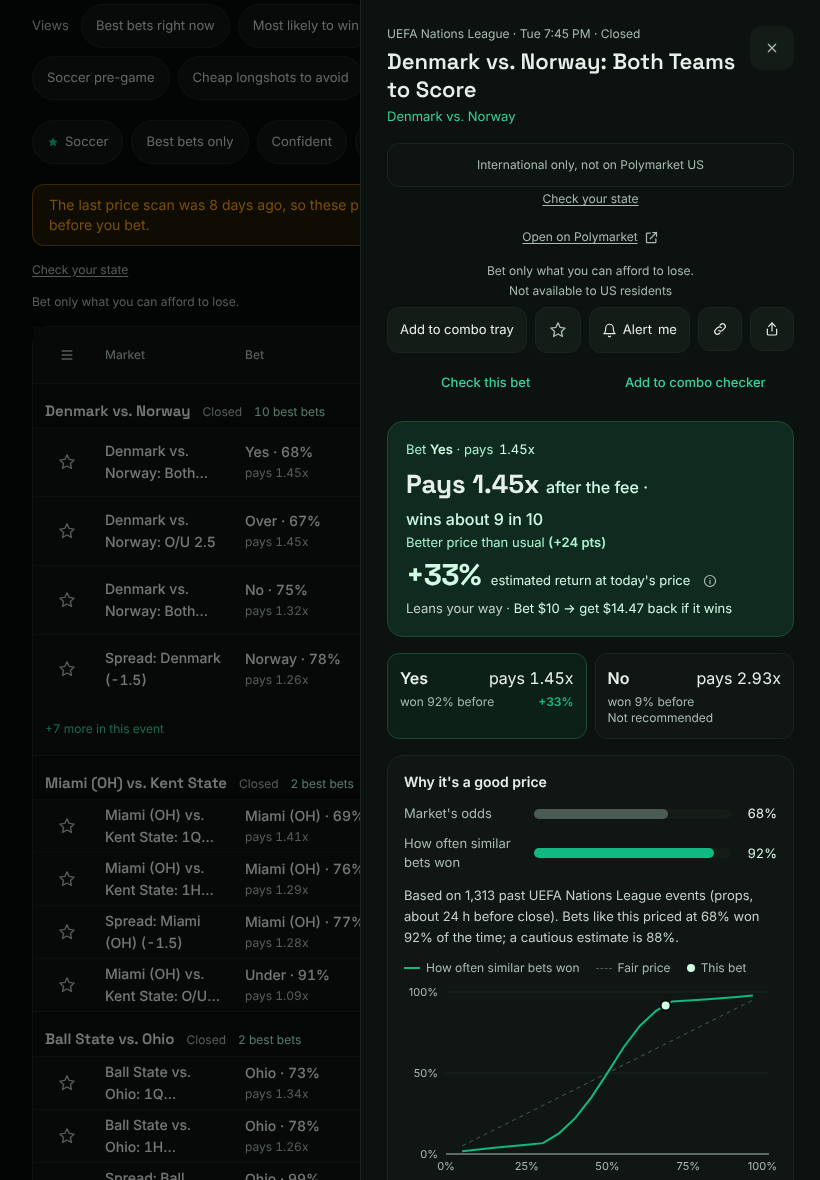 Views
Best bets right now
Most likely to win
Soccer pre-game
Cheap longshots to avoid
Soccer
Best bets only
Confident
The last price scan was 8 days ago, so these p
before you bet.
Check your state
Bet only what you can afford to lose.
Market
Bet
Denmark vs. Norway Closed 10 best bets
Denmark vs.
Norway: Both...
Yes · 68%
pays 1.45x
Denmark vs.
Norway: O/U 2.5
Over · 67%
pays 1.45x
Denmark vs.
Norway: Both...
No · 75%
pays 1.32x
Spread: Denmark
(-1.5)
Norway · 78%
pays 1.26x
+7 more in this event
Miami (OH) vs. Kent State Closed 2 best bets
Miami (OH) vs.
Kent State: 1Q...
Miami (OH) · 69%
pays 1.41x
Miami (OH) vs.
Kent State: 1H...
Miami (OH) · 76%
pays 1.29x
Spread: Miami
(OH) (-1.5)
Miami (OH) · 77%
pays 1.28x
Miami (OH) vs.
Kent State: O/U...
Under · 91%
pays 1.09x
Ball State vs. Ohio Closed 2 best bets
Ball State vs.
Ohio: 1Q...
Ohio · 73%
pays 1.34x
Ball State vs.
Ohio: 1H...
Ohio · 78%
pays 1.26x
Spread: Ball
Ohio · 99%
UEFA Nations League · Tue 7:45 PM · Closed
Denmark vs. Norway: Both Teams
to Score
Denmark vs. Norway
International only, not on Polymarket US
Check your state
Open on Polymarket
Bet only what you can afford to lose.
Not available to US residents
Add to combo tray
Alert me
Check this bet
Add to combo checker
Bet Yes · pays 1.45x
Pays 1.45x after the fee ·
wins about 9 in 10
Better price than usual (+24 pts)
+33% estimated return at today's price
Leans your way · Bet $10 → get $14.47 back if it wins
Yes pays 1.45x
won 92% before +33%
No pays 2.93x
won 9% before
Not recommended
Why it's a good price
Market's odds 68%
How often similar
bets won
92%
Based on 1,313 past UEFA Nations League events (props,
about 24 h before close). Bets like this priced at 68% won
92% of the time; a cautious estimate is 88%.
How often similar bets won
Fair price
This bet
100%
50%
0%
0% 25% 50% 75% 100%